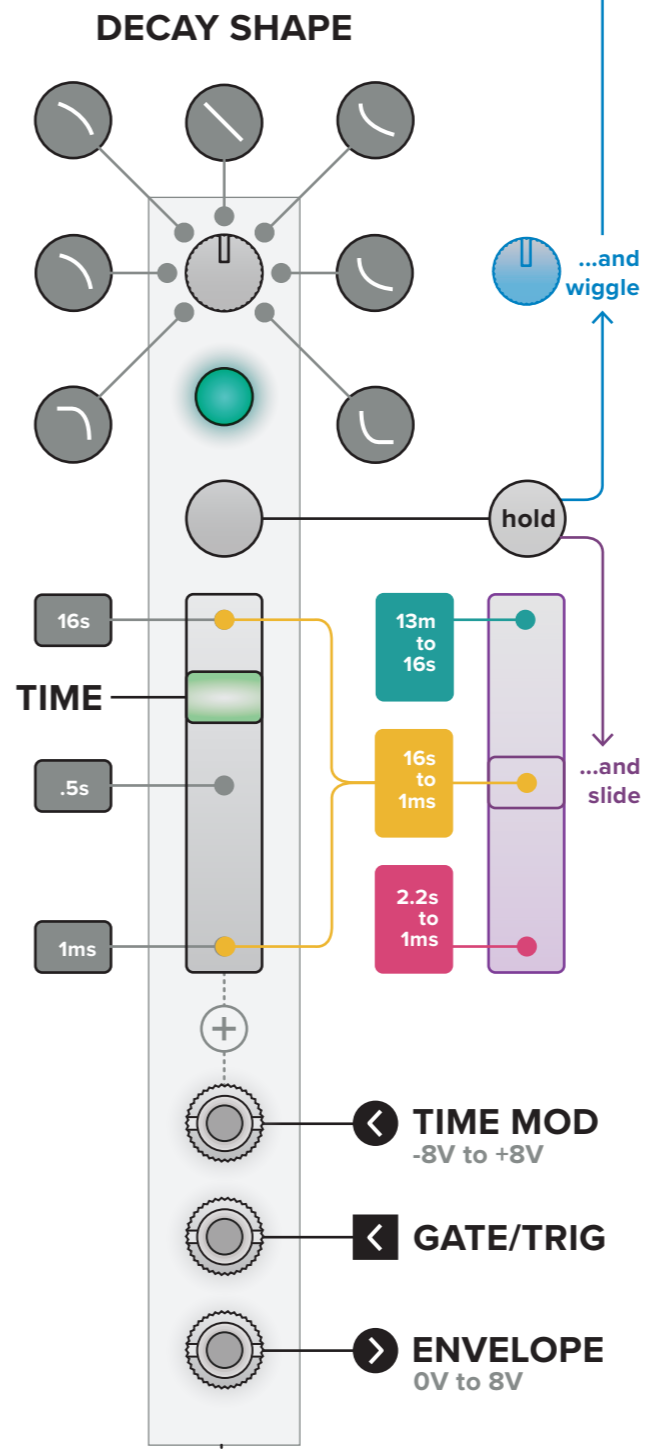 DECAY SHAPE
...and
wiggle
hold
16s
13m
to
16s
TIME
16s
to
1ms
...and
slide
.5s
2.2s
to
1ms
1ms
+
TIME MOD
-8V to +8V
GATE/TRIG
ENVELOPE
0V to 8V